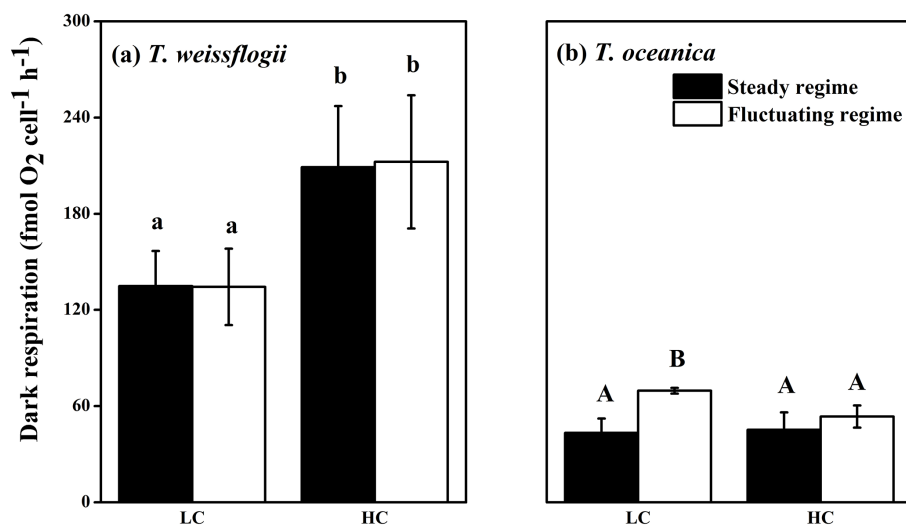 Dark respiration (fmol O2 cell-1 h-1)
300
240
180
120
60
0
(a) T. weissflogii
a
a
b
b
LC
HC
(b) T. oceanica
Steady regime
Fluctuating regime
A
B
A
A
LC
HC